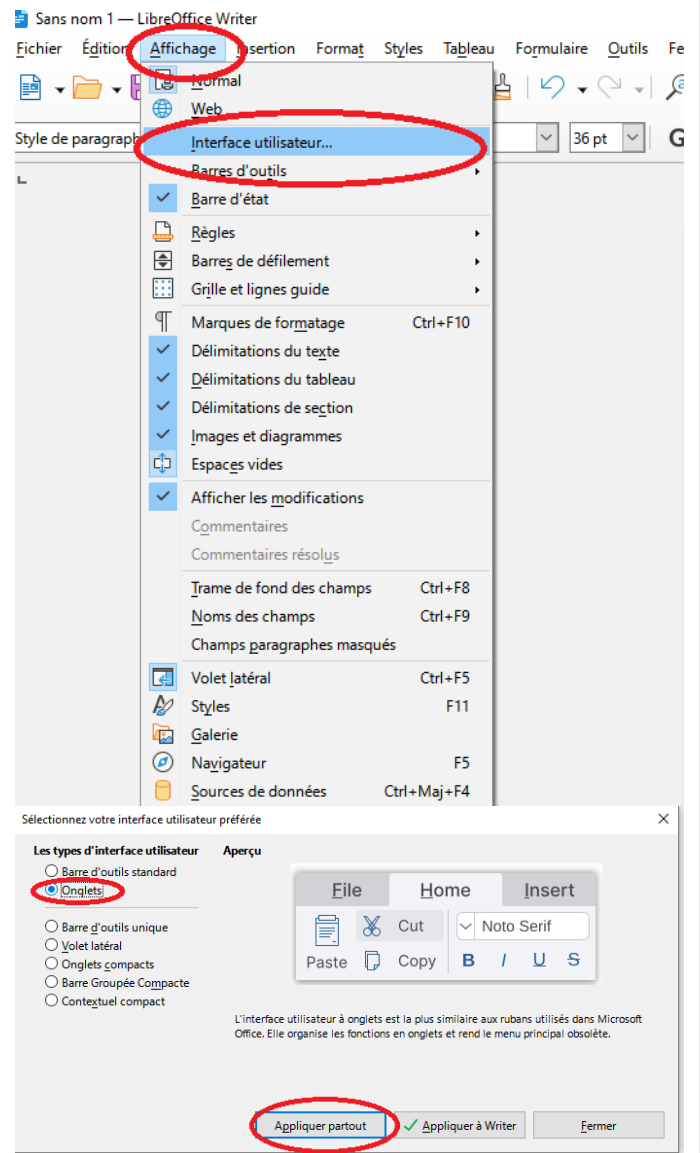 Sans nom 1 — LibreOffice Writer
Fichier Édition Affichage Insertion Format Styles Tableau Formulaire Outils Fe
Normal
Web
Style de paragraph 36 pt G
Interface utilisateur...
Barres d'outils
Barre d'état
Règles
Barres de défilement
Grille et lignes guide
Marques de formatage Ctrl+F10
Délimitations du texte
Délimitations du tableau
Délimitations de section
Images et diagrammes
Espaces vides
Afficher les modifications
Commentaires
Commentaires résolus
Trame de fond des champs Ctrl+F8
Noms des champs Ctrl+F9
Champs paragraphes masqués
Volet latéral Ctrl+F5
Styles F11
Galerie
Navigateur F5
Sources de données Ctrl+Maj+F4
Sélectionnez votre interface utilisateur préférée
Les types d'interface utilisateur Aperçu
Barre d'outils standard
Onglets
Barre d'outils unique
Volet latéral
Onglets compacts
Barre Groupée Compacte
Contextuel compact
File Home Insert
Cut Noto Serif
Paste Copy B I U S
L'interface utilisateur à onglets est la plus similaire aux rubans utilisés dans Microsoft
Office. Elle organise les fonctions en onglets et rend le menu principal obsolète.
Appliquer partout Appliquer à Writer Fermer